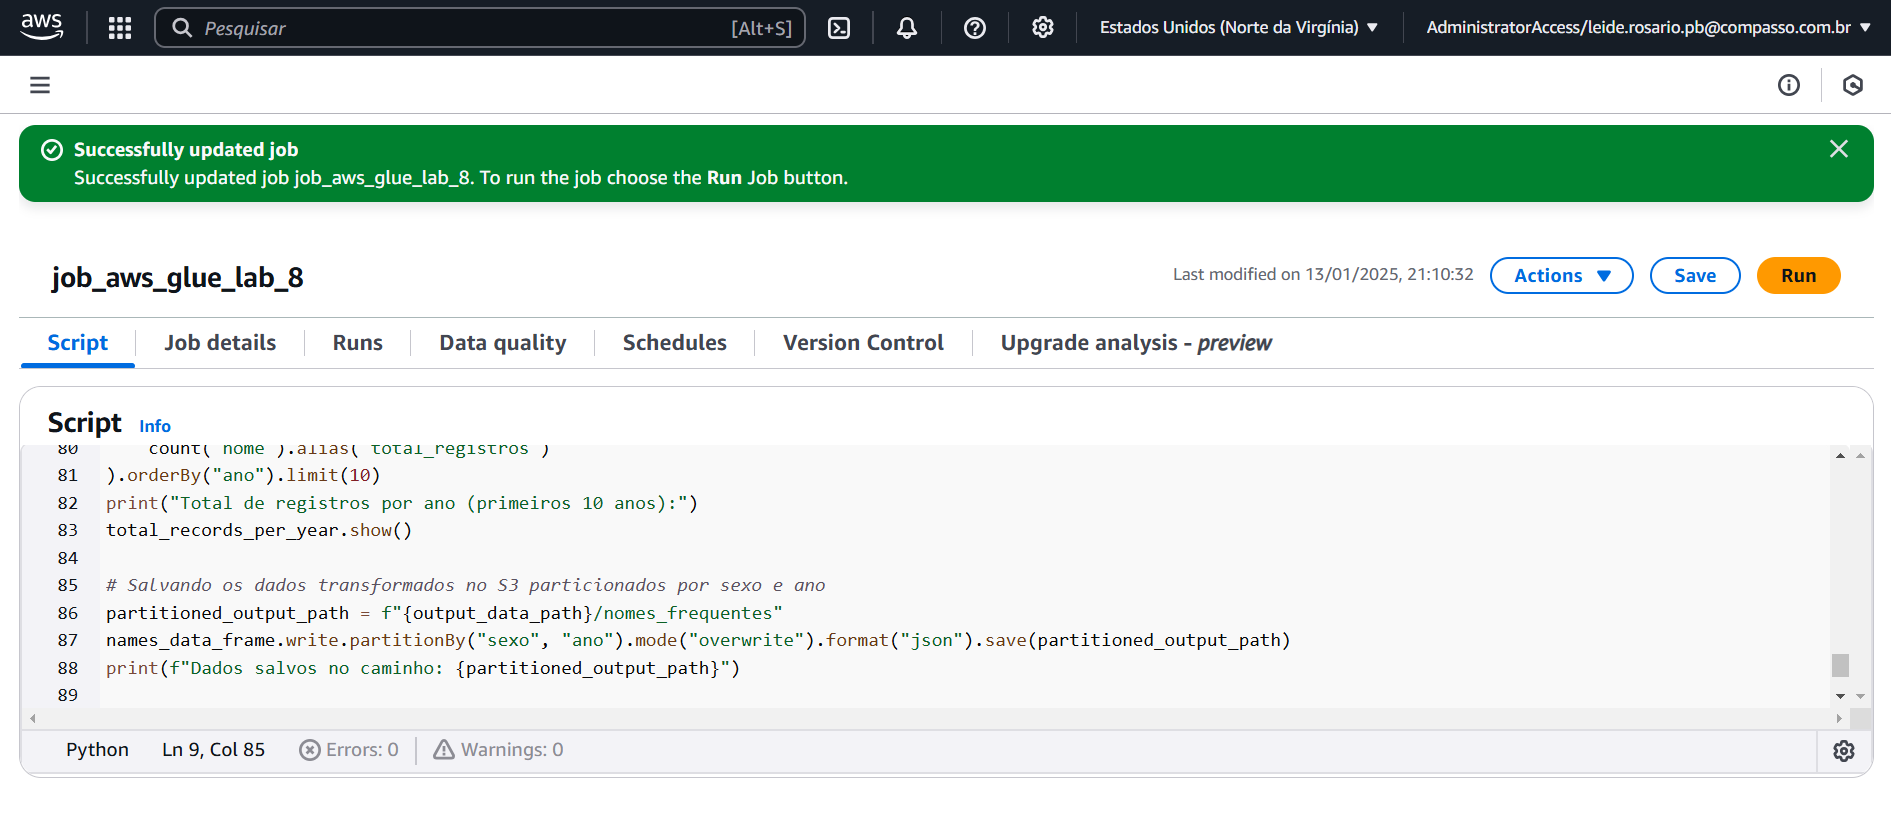 aws
Pesquisar [Alt+S] Estados Unidos (Norte da Virgínia) AdministratorAccess/leide.rosario.pb@compasso.com.br
Successfully updated job
Successfully updated job job_aws_glue_lab_8. To run the job choose the Run Job button.
job_aws_glue_lab_8 Last modified on 13/01/2025, 21:10:32 Actions Save Run
Script Job details Runs Data quality Schedules Version Control Upgrade analysis - preview
Script Info
80 count("nome").alias("total_registros")
81 ).orderBy("ano").limit(10)
82 print("Total de registros por ano (primeiros 10 anos):")
83 total_records_per_year.show()
84
85 # Salvando os dados transformados no S3 particionados por sexo e ano
86 partitioned_output_path = f"{output_data_path}/nomes_frequentes"
87 names_data_frame.write.partitionBy("sexo", "ano").mode("overwrite").format("json").save(partitioned_output_path)
88 print(f"Dados salvos no caminho: {partitioned_output_path}")
89
Python Ln 9, Col 85 Errors: 0 Warnings: 0